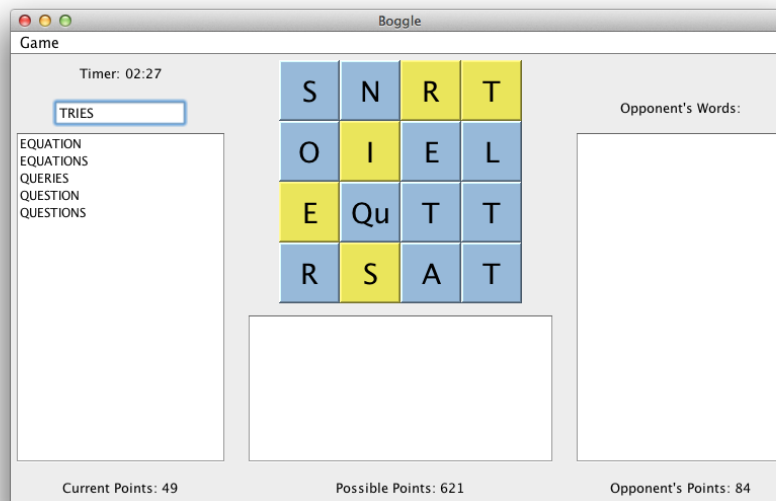 Boggle
Game
Timer: 02:27
TRIES
EQUATION
EQUATIONS
QUERIES
QUESTION
QUESTIONS
Current Points: 49
S N R T
O I E L
E Qu T T
R S A T
Possible Points: 621
Opponent's Words:
Opponent's Points: 84